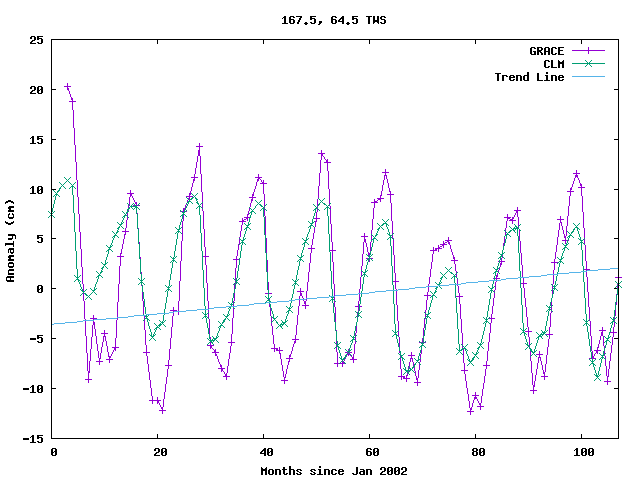 167.5, 64.5 TWS
GRACE
CLM
Trend Line
25
20
15
10
5
0
-5
-10
-15
Anomaly (cm)
0 20 40 60 80 100
Months since Jan 2002